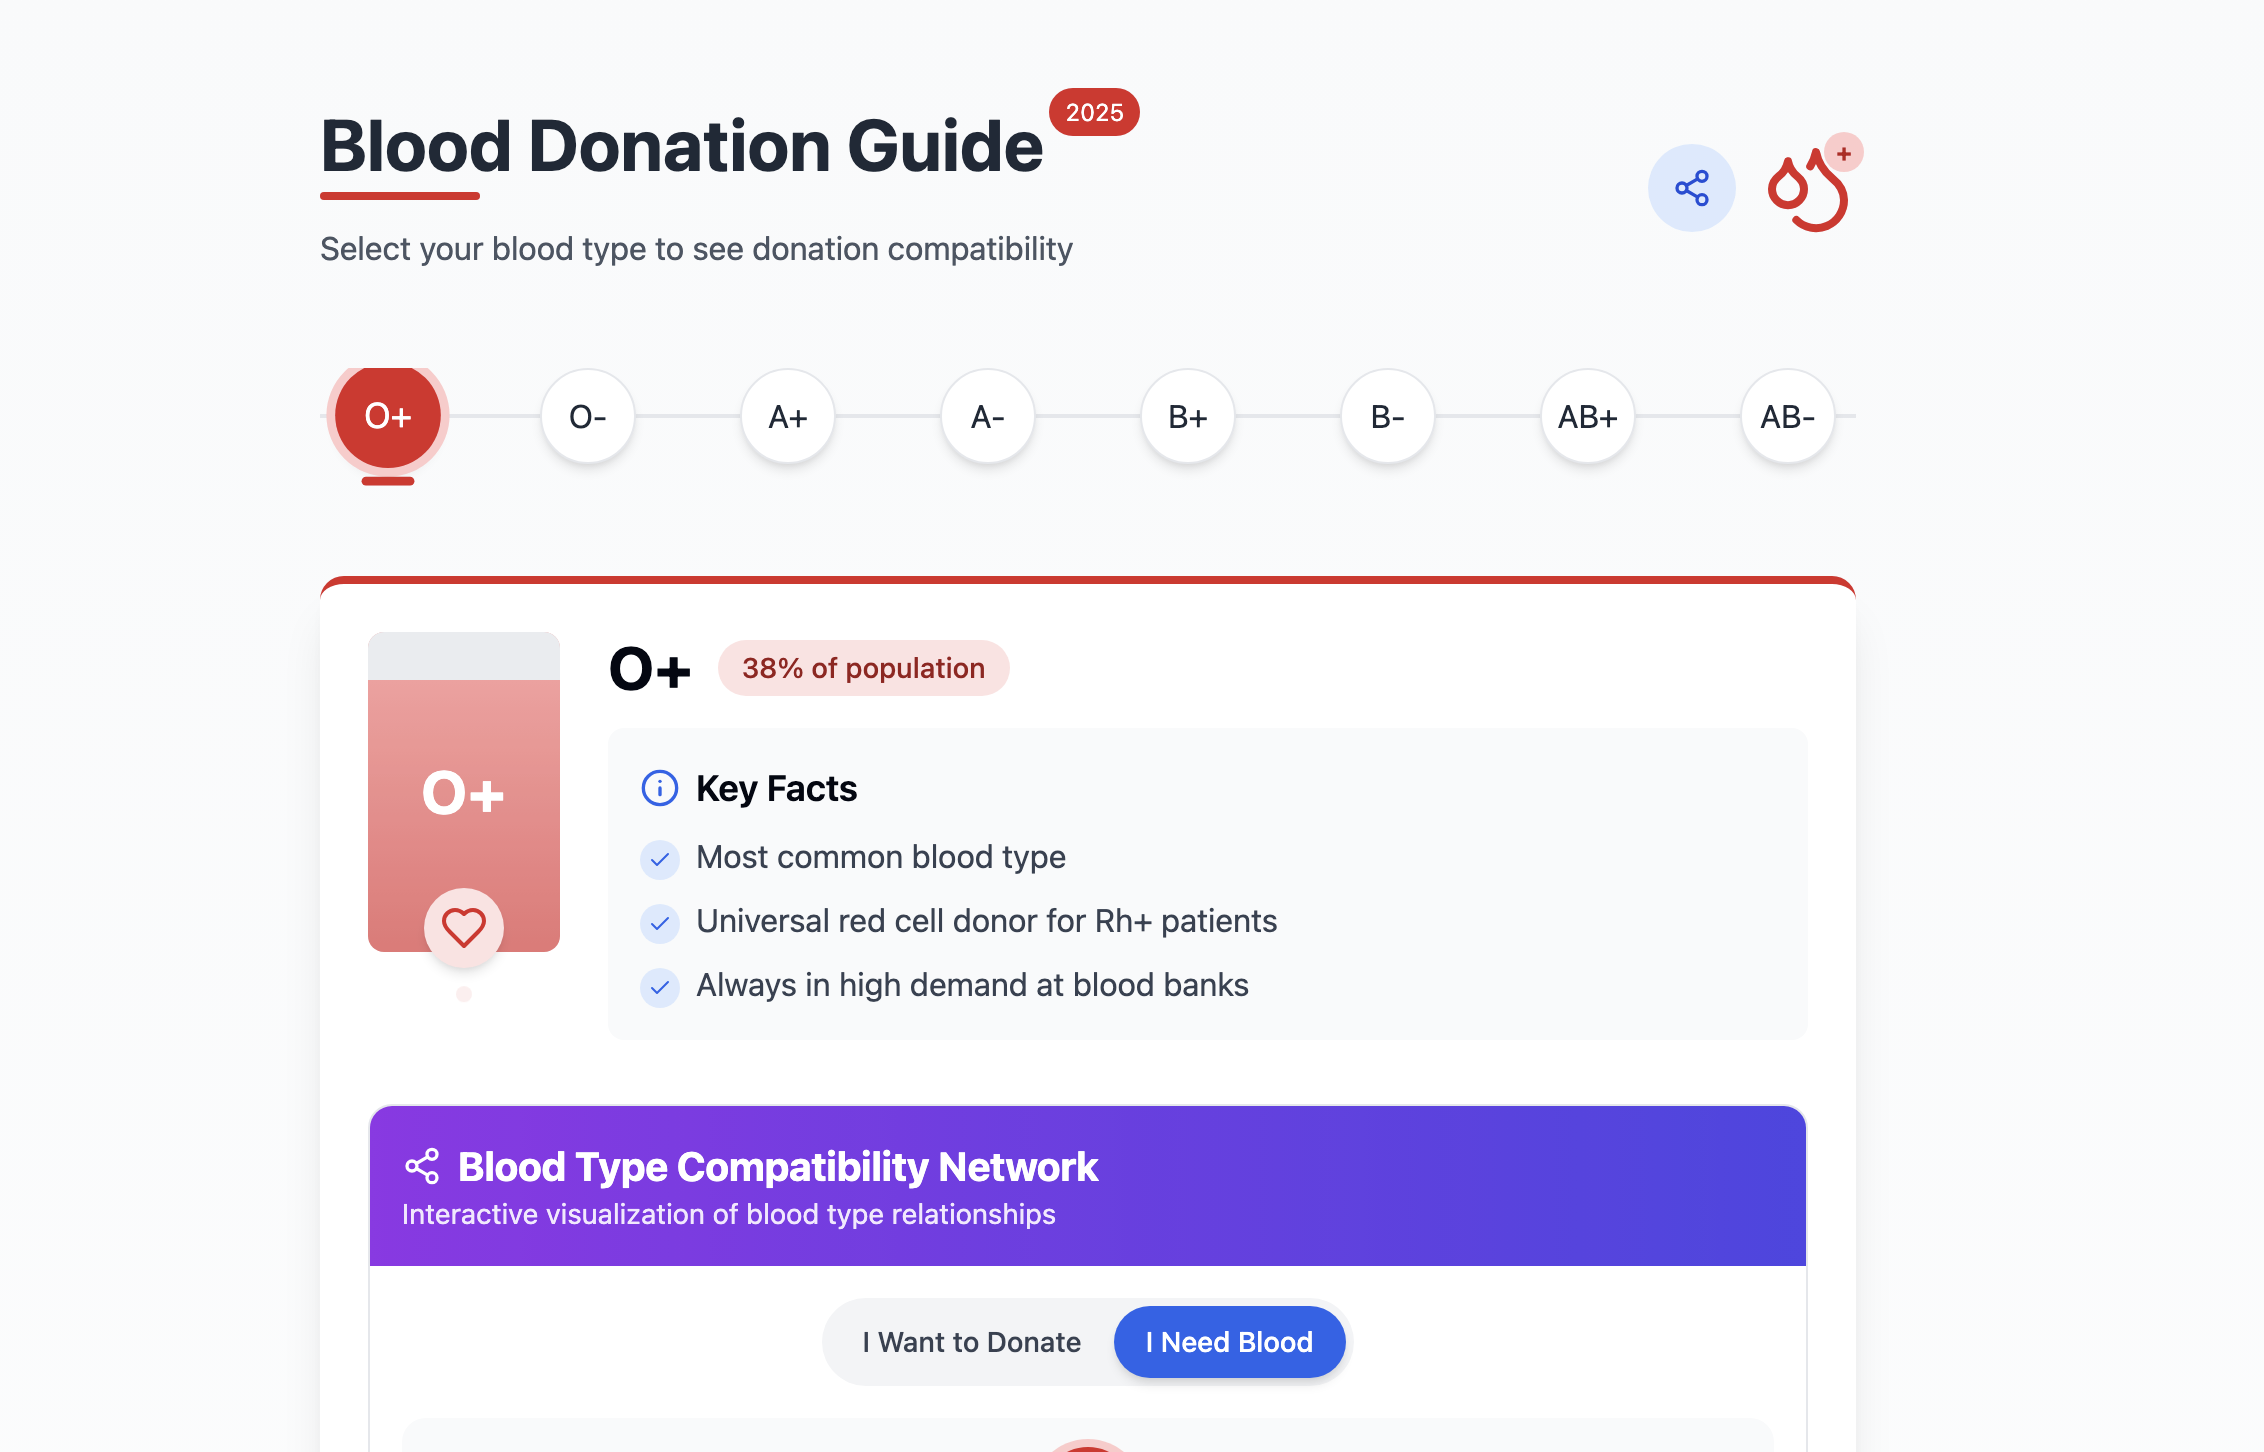 Blood Donation Guide
2025
Select your blood type to see donation compatibility
+
O+
O-
A+
A-
B+
B-
AB+
AB-
O+
O+
38% of population
Key Facts
Most common blood type
Universal red cell donor for Rh+ patients
Always in high demand at blood banks
Blood Type Compatibility Network
Interactive visualization of blood type relationships
I Want to Donate
I Need Blood